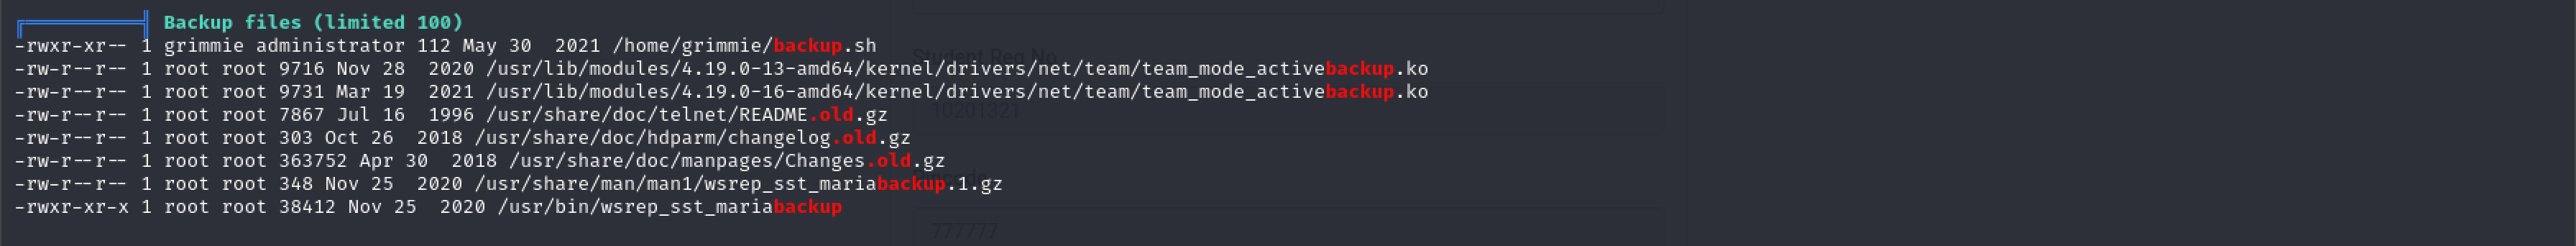 Backup files (limited 100)
-rwxr-xr-- 1 grimmie administrator 112 May 30  2021 /home/grimmie/backup.sh
-rw-r--r-- 1 root root 9716 Nov 28  2020 /usr/lib/modules/4.19.0-13-amd64/kernel/drivers/net/team/team_mode_activebackup.ko
-rw-r--r-- 1 root root 9731 Mar 19  2021 /usr/lib/modules/4.19.0-16-amd64/kernel/drivers/net/team/team_mode_activebackup.ko
-rw-r--r-- 1 root root 7867 Jul 16  1996 /usr/share/doc/telnet/README.old.gz
-rw-r--r-- 1 root root 303 Oct 26  2018 /usr/share/doc/hdparm/changelog.old.gz
-rw-r--r-- 1 root root 363752 Apr 30  2018 /usr/share/doc/manpages/Changes.old.gz
-rw-r--r-- 1 root root 348 Nov 25  2020 /usr/share/man/man1/wsrep_sst_mariabackup.1.gz
-rwxr-xr-x 1 root root 38412 Nov 25  2020 /usr/bin/wsrep_sst_mariabackup
Student Reg No
10201321
777777